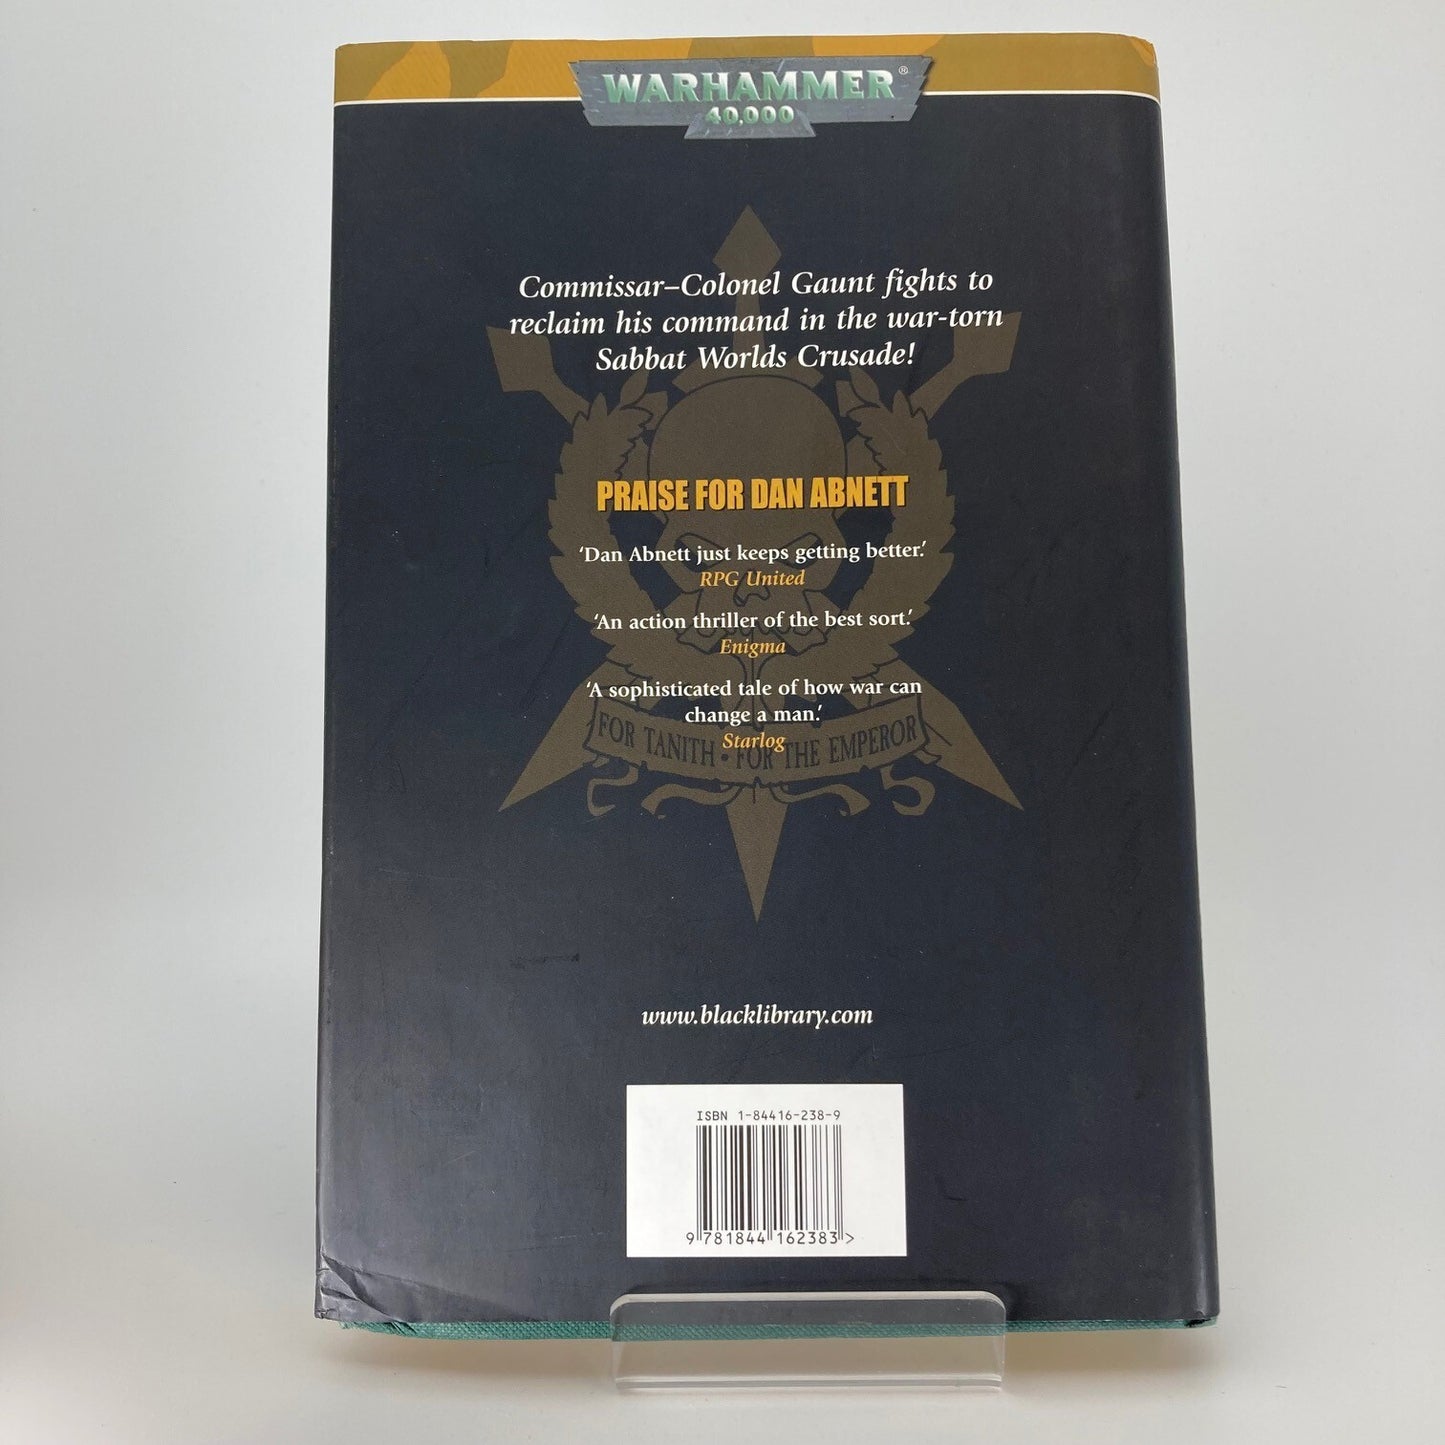 WARHAMMER®
40,000
Commissar–Colonel Gaunt fights to
reclaim his command in the war-torn
Sabbat Worlds Crusade!
PRAISE FOR DAN ABNETT
‘Dan Abnett just keeps getting better.’
RPG United
‘An action thriller of the best sort.’
Enigma
‘A sophisticated tale of how war can
change a man.’
Starlog
FOR TANITH · FOR THE EMPEROR
www.blacklibrary.com
ISBN 1-84416-238-9
9 781844 162383 >